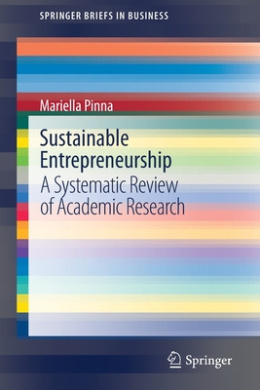 SPRINGER BRIEFS IN BUSINESS
Mariella Pinna
Sustainable
Entrepreneurship
A Systematic Review
of Academic Research
Springer